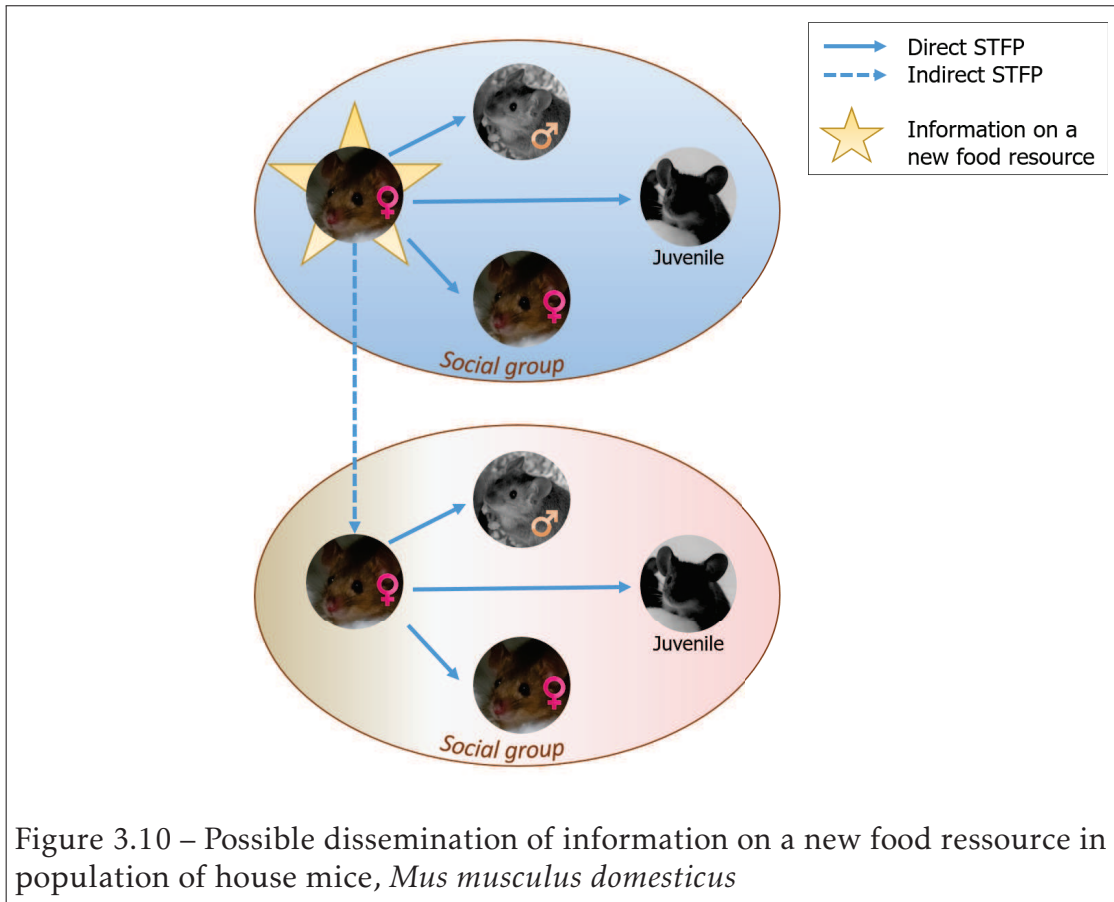 Direct STFP
Indirect STFP
Information on a
new food resource
♂
♀
Juvenile
♀
Social group
♂
♀
Juvenile
♀
Social group
Figure 3.10 – Possible dissemination of information on a new food ressource in
population of house mice, Mus musculus domesticus